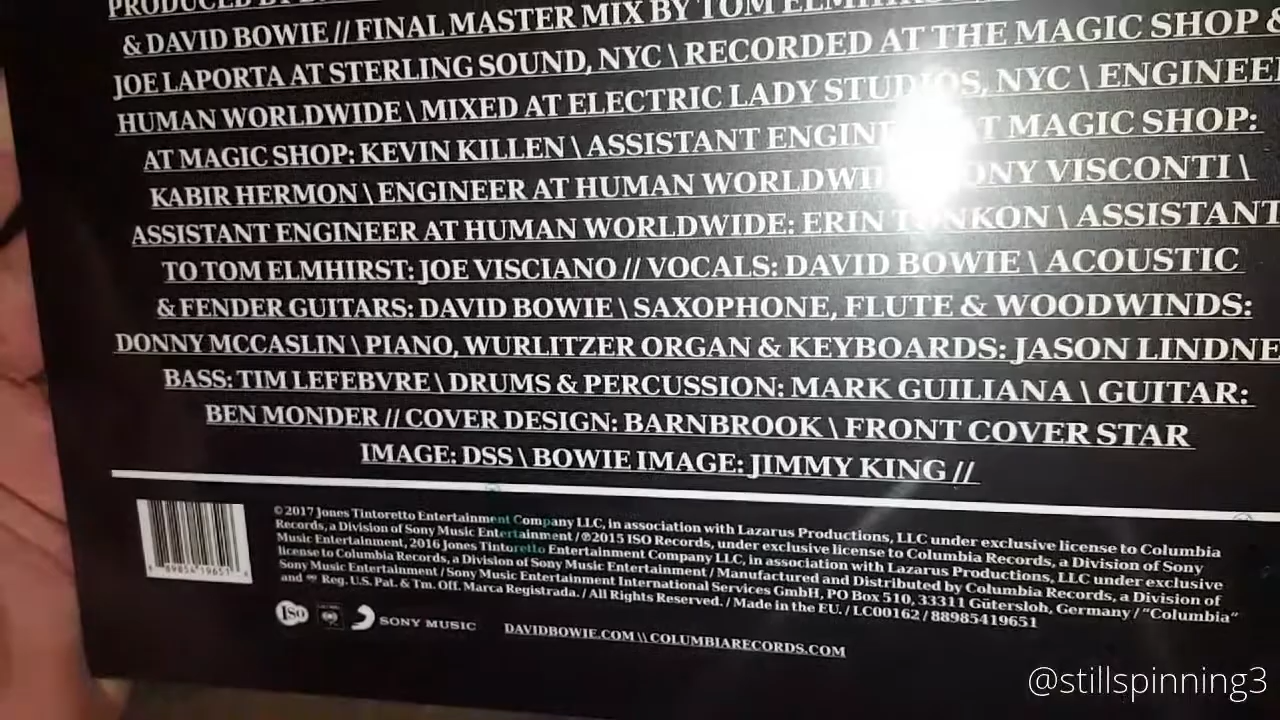 PRODUCED BY
& DAVID BOWIE // FINAL MASTER MIX BY TOM ELMHIRST
JOE LAPORTA AT STERLING SOUND, NYC \ RECORDED AT THE MAGIC SHOP &
HUMAN WORLDWIDE \ MIXED AT ELECTRIC LADY STUDIOS, NYC \ ENGINEER
AT MAGIC SHOP: KEVIN KILLEN \ ASSISTANT ENGINEER AT MAGIC SHOP:
KABIR HERMON \ ENGINEER AT HUMAN WORLDWIDE: TONY VISCONTI \
ASSISTANT ENGINEER AT HUMAN WORLDWIDE: ERIN TONKON \ ASSISTANT
TO TOM ELMHIRST: JOE VISCIANO // VOCALS: DAVID BOWIE \ ACOUSTIC
& FENDER GUITARS: DAVID BOWIE \ SAXOPHONE, FLUTE & WOODWINDS:
DONNY MCCASLIN \ PIANO, WURLITZER ORGAN & KEYBOARDS: JASON LINDNE
BASS: TIM LEFEBVRE \ DRUMS & PERCUSSION: MARK GUILIANA \ GUITAR:
BEN MONDER // COVER DESIGN: BARNBROOK \ FRONT COVER STAR
IMAGE: DSS \ BOWIE IMAGE: JIMMY KING //
© 2017 Jones Tintoretto Entertainment Company LLC, in association with Lazarus Productions, LLC under exclusive license to Columbia
Records, a Division of Sony Music Entertainment / ℗2015 ISO Records, under exclusive license to Columbia Records, a Division of Sony
Music Entertainment, 2016 Jones Tintoretto Entertainment Company LLC, in association with Lazarus Productions, LLC under exclusive
license to Columbia Records, a Division of Sony Music Entertainment / Manufactured and Distributed by Columbia Records, a Division of
Sony Music Entertainment / Sony Music Entertainment International Services GmbH, PO Box 510, 33311 Gütersloh, Germany / "Columbia"
and Reg. U.S. Pat. & Tm. Off. Marca Registrada. / All Rights Reserved. / Made in the EU. / LC00162 / 88985419651
ISO SONY MUSIC DAVIDBOWIE.COM \\ COLUMBIARECORDS.COM
@stillspinning3